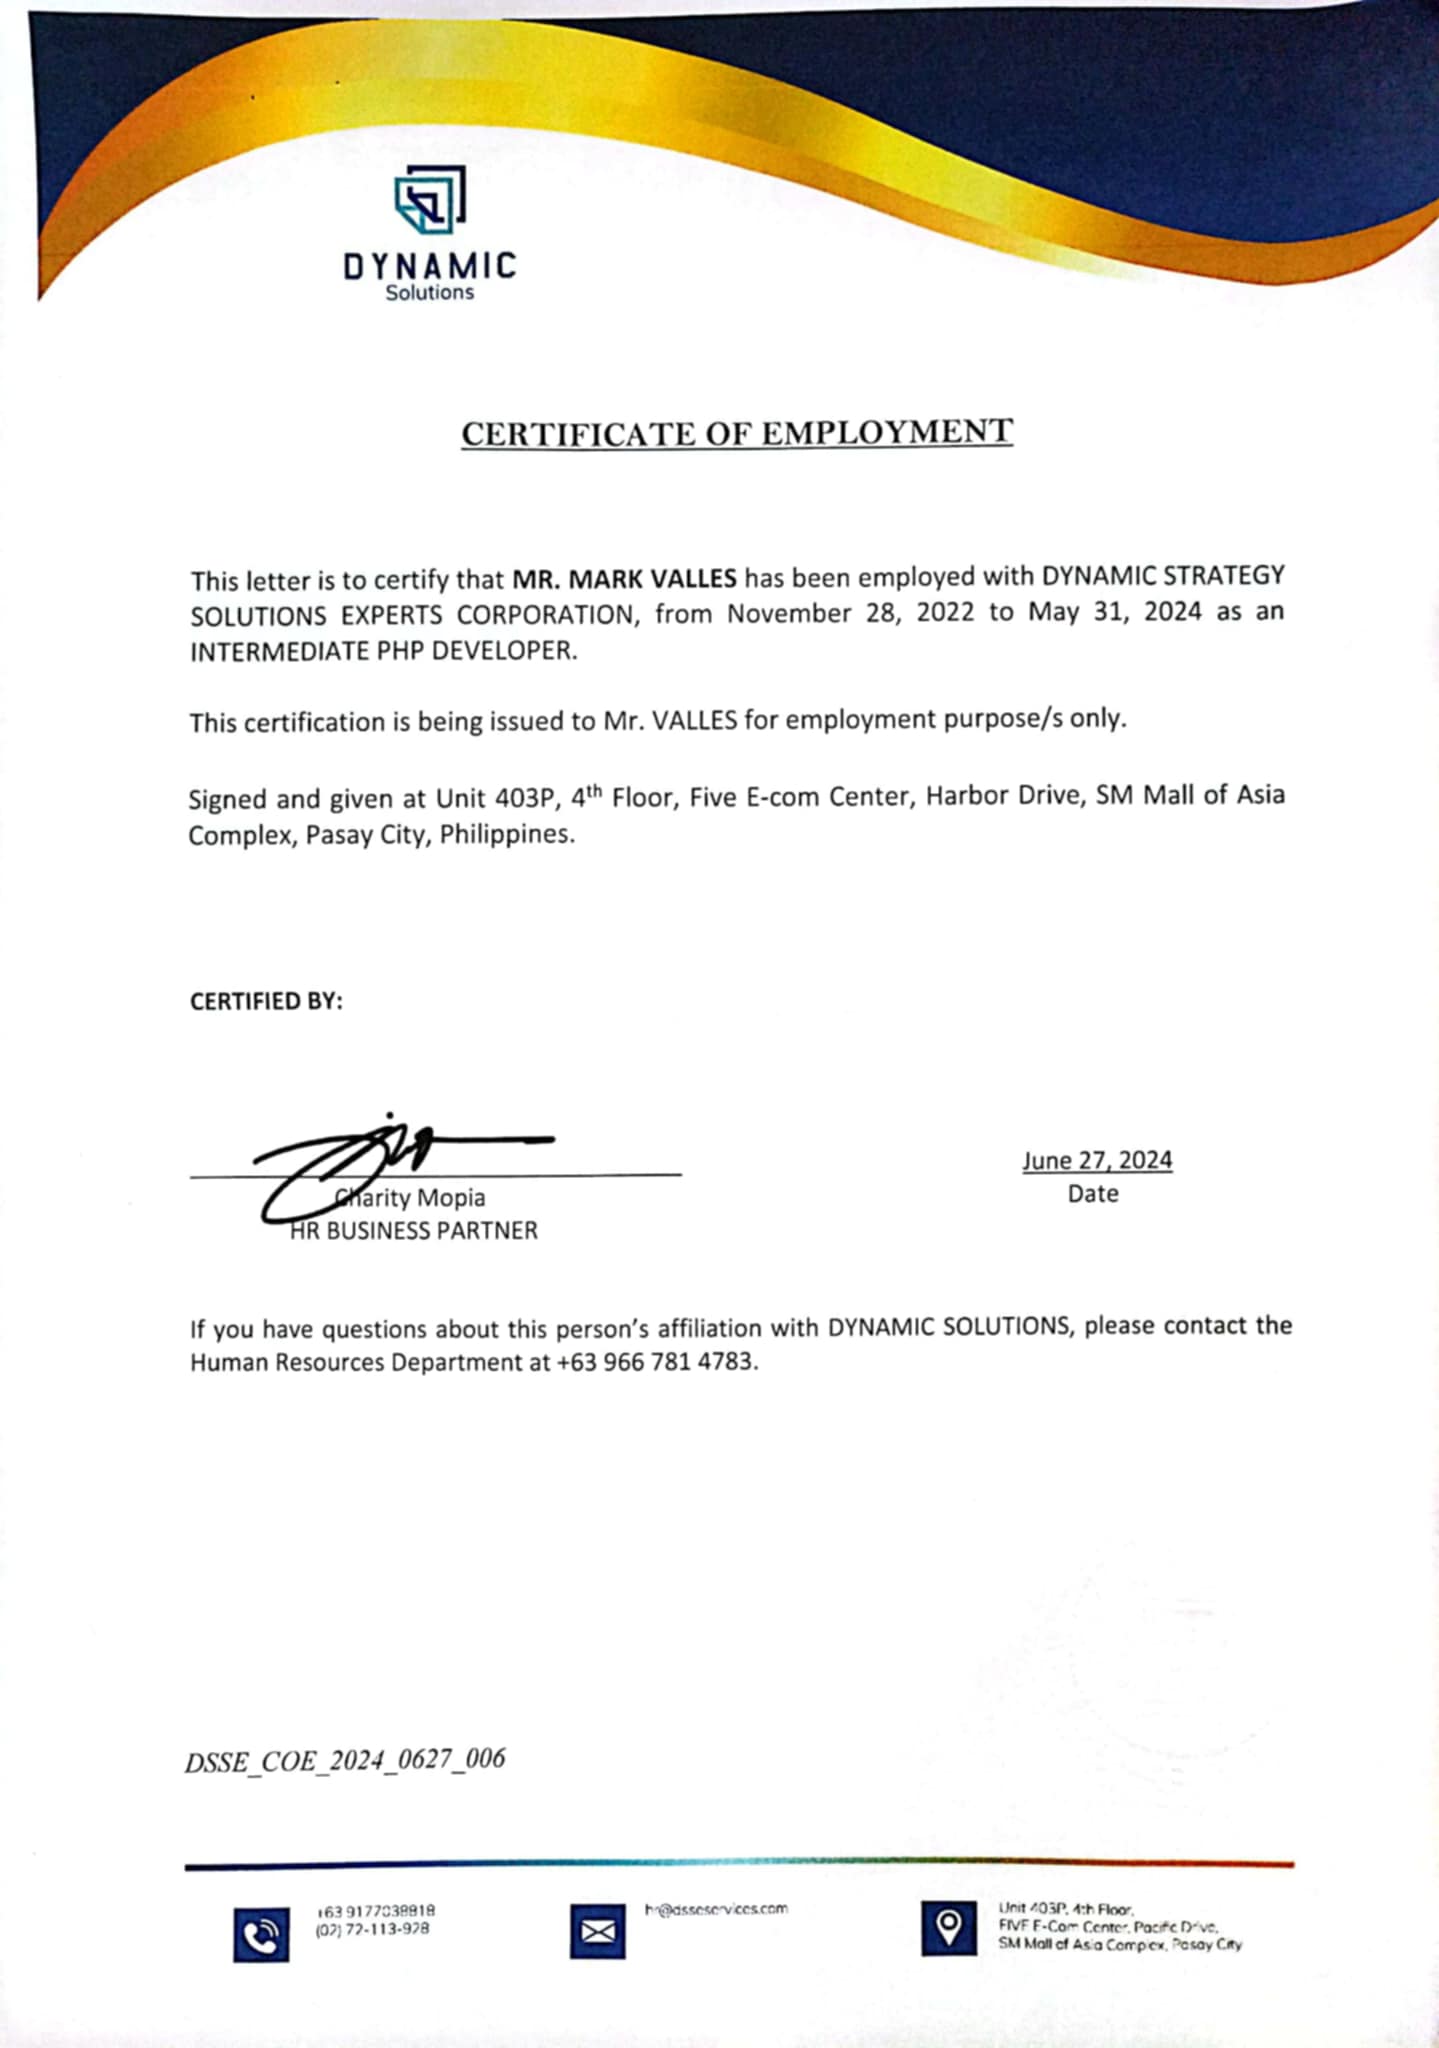 DYNAMIC
Solutions
CERTIFICATE OF EMPLOYMENT
This letter is to certify that MR. MARK VALLES has been employed with DYNAMIC STRATEGY
SOLUTIONS EXPERTS CORPORATION, from November 28, 2022 to May 31, 2024 as an
INTERMEDIATE PHP DEVELOPER.
This certification is being issued to Mr. VALLES for employment purpose/s only.
Signed and given at Unit 403P, 4th Floor, Five E-com Center, Harbor Drive, SM Mall of Asia
Complex, Pasay City, Philippines.
CERTIFIED BY:
Charity Mopia
HR BUSINESS PARTNER
June 27, 2024
Date
If you have questions about this person's affiliation with DYNAMIC SOLUTIONS, please contact the
Human Resources Department at +63 966 781 4783.
DSSE_COE_2024_0627_006
+63 9177038818
(02) 72-113-928
hr@dsseservices.com
Unit 403P, 4th Floor,
FIVE E-Com Center, Pacific Drive,
SM Mall of Asia Complex, Pasay City